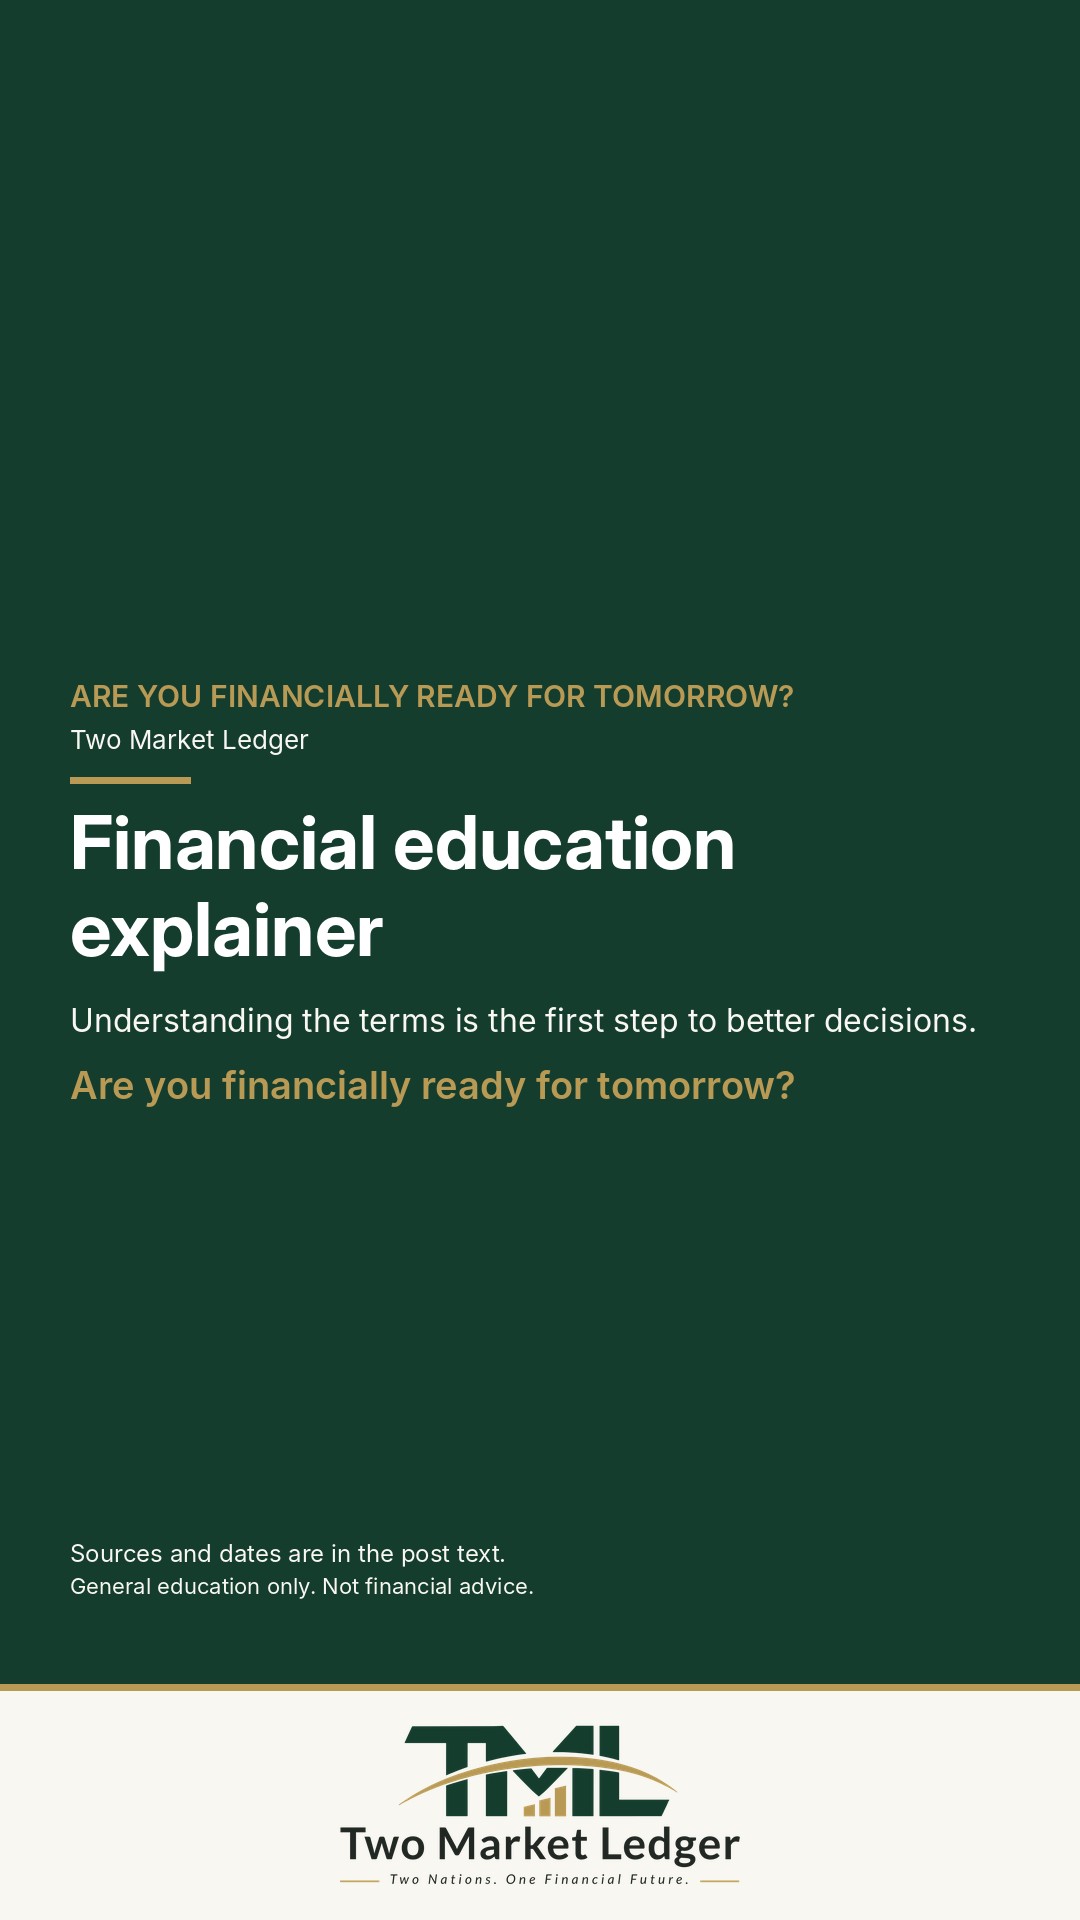 ARE YOU FINANCIALLY READY FOR TOMORROW?
Two Market Ledger
Financial education
explainer
Understanding the terms is the first step to better decisions.
Are you financially ready for tomorrow?
Sources and dates are in the post text.
General education only. Not financial advice.
TML
Two Market Ledger
Two Nations. One Financial Future.